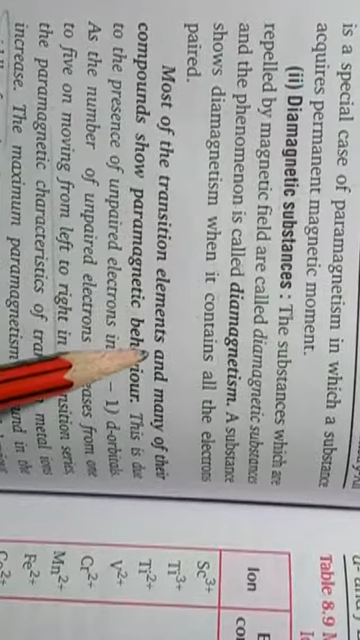 is a special case of paramagnetism in which a substance
acquires permanent magnetic moment.
(ii) Diamagnetic substances : The substances which are
repelled by magnetic field are called diamagnetic substances
and the phenomenon is called diamagnetism. A substance
shows diamagnetism when it contains all the electrons
paired.
Most of the transition elements and many of their
compounds show paramagnetic behaviour. This is due
to the presence of unpaired electrons in – 1) d-orbitals
As the number of unpaired electrons from one
to five on moving from left to right in series
the paramagnetic characteristics of metal ions
increase. The maximum paramagnetism in the
Table 8.9
Ion
Sc3+
Ti3+
Ti2+
V2+
Cr2+
Mn2+
Fe2+